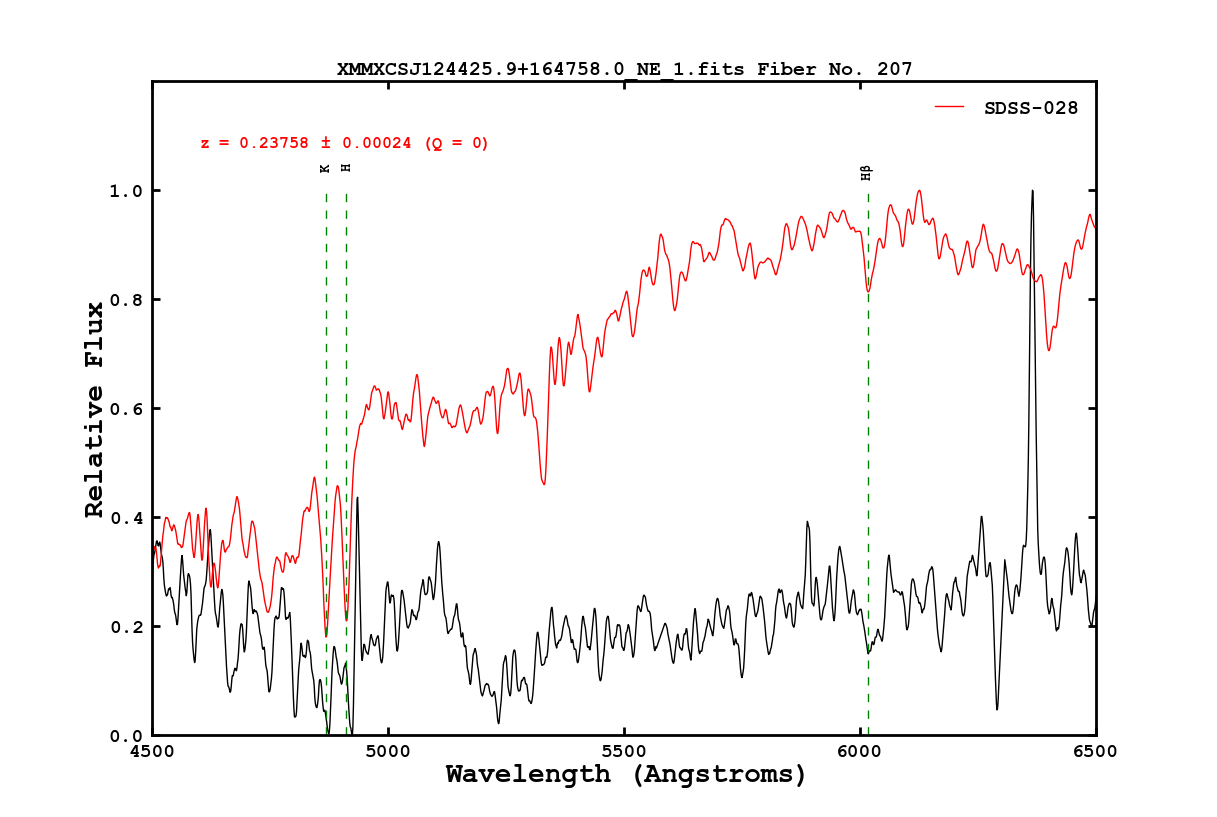 XMMXCSJ124425.9+164758.0_NE_1.fits Fiber No. 207
SDSS-028
z = 0.23758 ± 0.00024 (Q = 0)
K
H
Hβ
1.0
0.8
0.6
0.4
0.2
0.0
Relative Flux
4500 5000 5500 6000 6500
Wavelength (Angstroms)